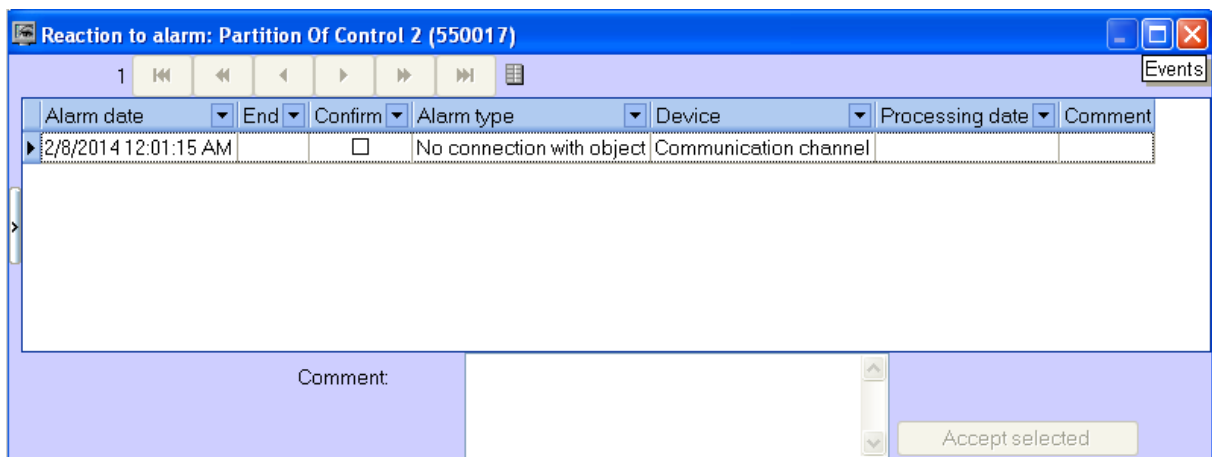 Reaction to alarm: Partition Of Control 2 (550017)
1
Events
Alarm date End Confirm Alarm type Device Processing date Comment
2/8/2014 12:01:15 AM No connection with object Communication channel
Comment:
Accept selected